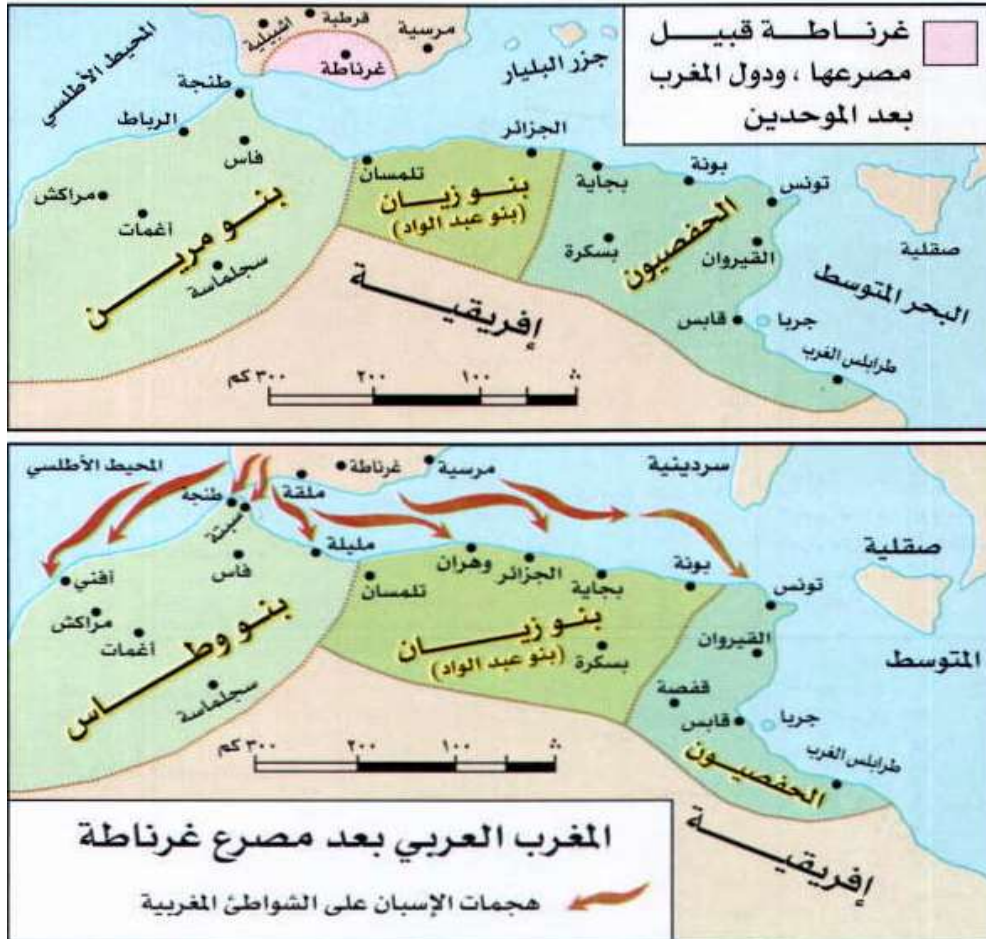 غرناطة قبيل
مصرعها ، ودول المغرب
بعد الموحدين
المحيط الأطلسي
اشبيلية
قرطبة
مرسية
غرناطة
جزر البليار
طنجة
الرباط
فاس
مراكش
أغمات
سجلماسة
بنو مرين
تلمسان
الجزائر
بنو زيان
(بنو عبد الواد)
بجاية
بونة
تونس
بسكرة
القيروان
الحفصيون
قابس
جربا
طرابلس الغرب
صقلية
البحر المتوسط
إفريقية
٣٠٠ كم
٢٠٠
١٠٠
المحيط الأطلسي
غرناطة
مرسية
سردينية
ملقة
طنجة
سبتة
مليلة
أفني
فاس
مراكش
أغمات
سجلماسة
بنو وطاس
تلمسان
وهران
الجزائر
بجاية
بونة
تونس
بنو زيان
(بنو عبد الواد)
بسكرة
القيروان
قفصة
قابس
جربا
طرابلس الغرب
الحفصيون
صقلية
المتوسط
إفريقية
٣٠٠ كم
٢٠٠
١٠٠
المغرب العربي بعد مصرع غرناطة
هجمات الإسبان على الشواطئ المغربية